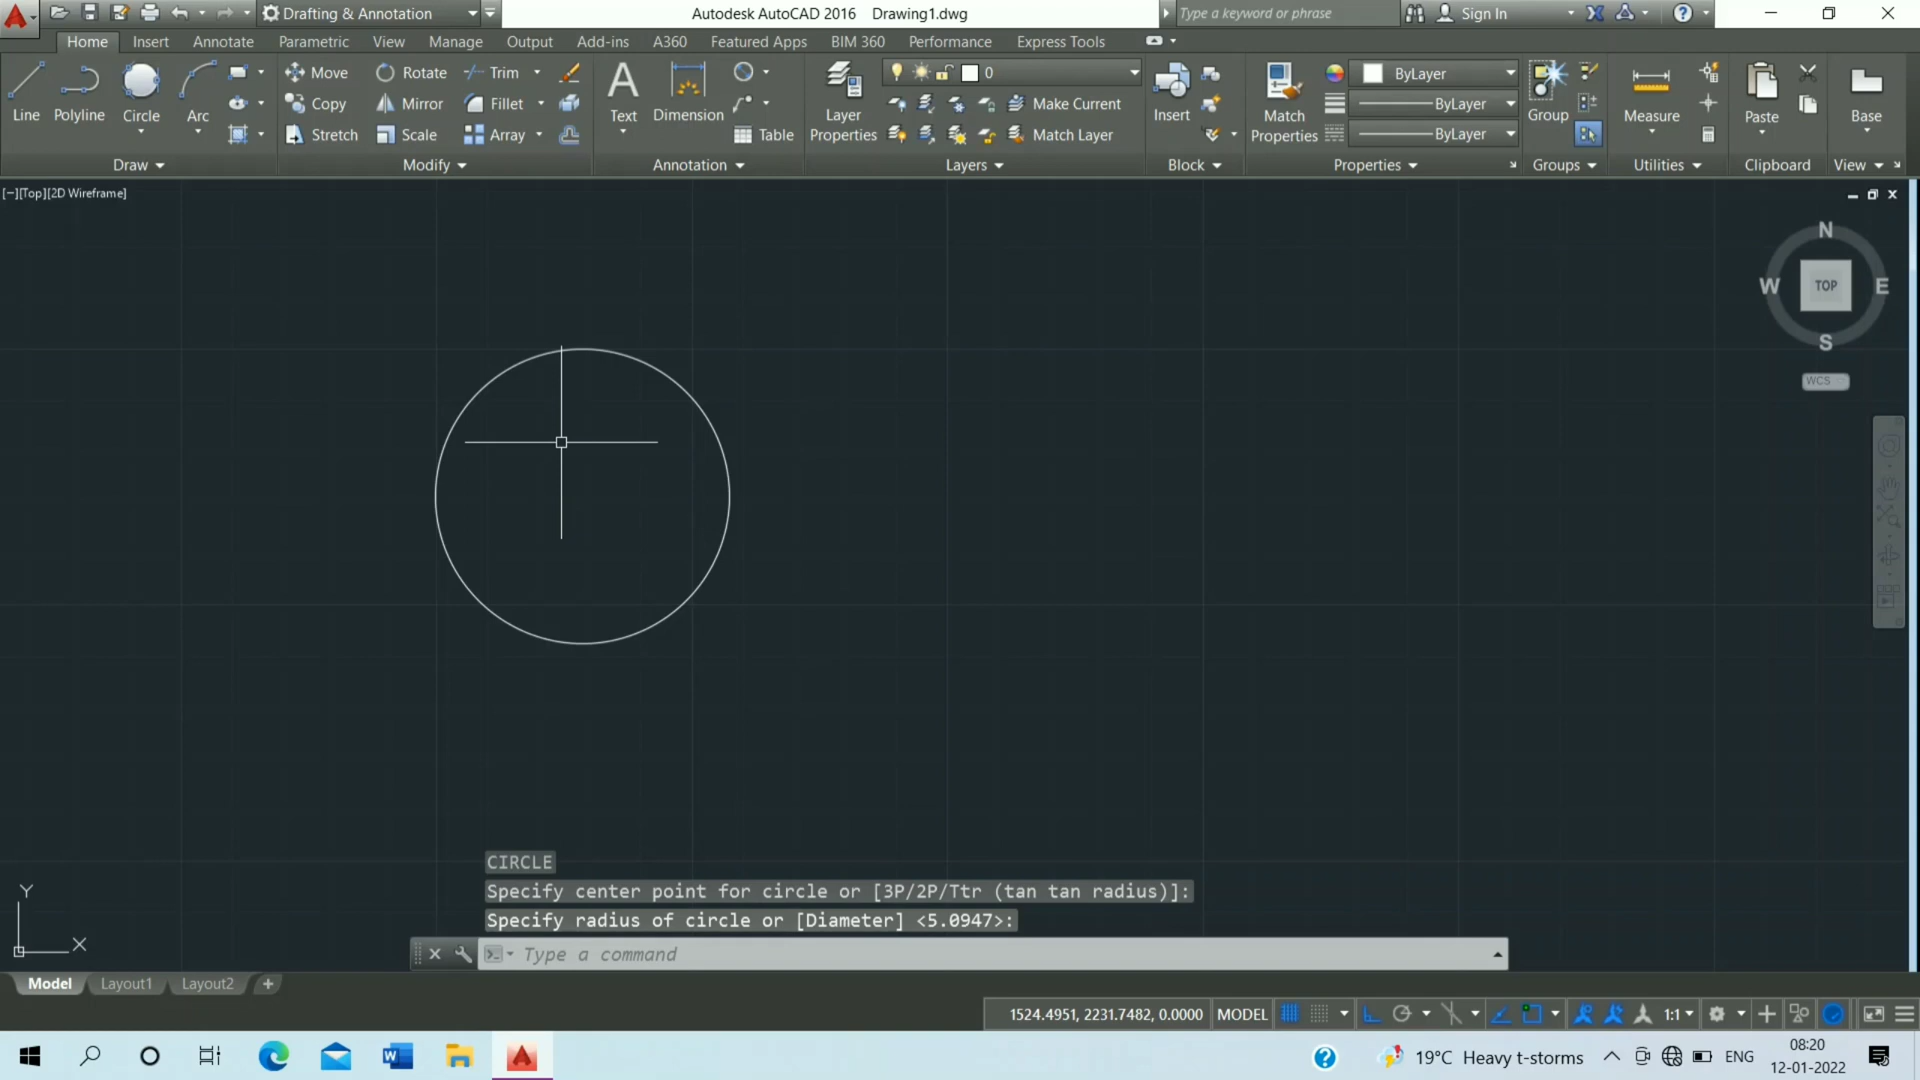 Drafting & Annotation
Autodesk AutoCAD 2016 Drawing1.dwg
Type a keyword or phrase
Sign In
Home Insert Annotate Parametric View Manage Output Add-ins A360 Featured Apps BIM 360 Performance Express Tools
Line Polyline Circle Arc
Move Rotate Trim
Copy Mirror Fillet
Stretch Scale Array
Text Dimension
Table
Layer Properties
0
Make Current
Match Layer
Insert
Match Properties
ByLayer
ByLayer
ByLayer
Group
Measure
Paste
Base
Draw Modify Annotation Layers Block Properties Groups Utilities Clipboard View
[−][Top][2D Wireframe]
N
W TOP E
S
WCS
CIRCLE
Specify center point for circle or [3P/2P/Ttr (tan tan radius)]:
Specify radius of circle or [Diameter] <5.0947>:
Type a command
Y
X
Model Layout1 Layout2 +
1524.4951, 2231.7482, 0.0000 MODEL 1:1
19°C Heavy t-storms ENG
08:20
12-01-2022